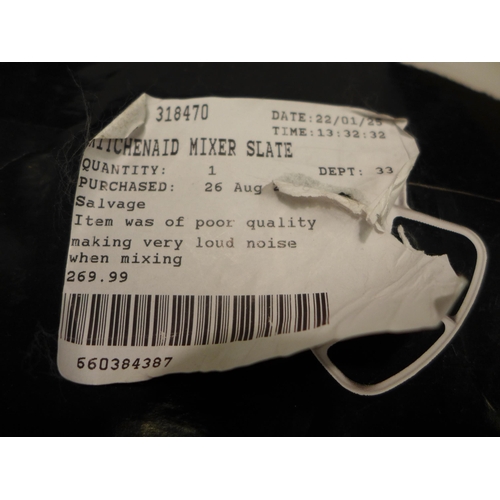 318470
DATE:22/01/25
TIME:13:32:32
KITCHENAID MIXER SLATE
QUANTITY: 1 DEPT: 33
PURCHASED: 26 Aug
Salvage
Item was of poor quality
making very loud noise
when mixing
269.99
660384387